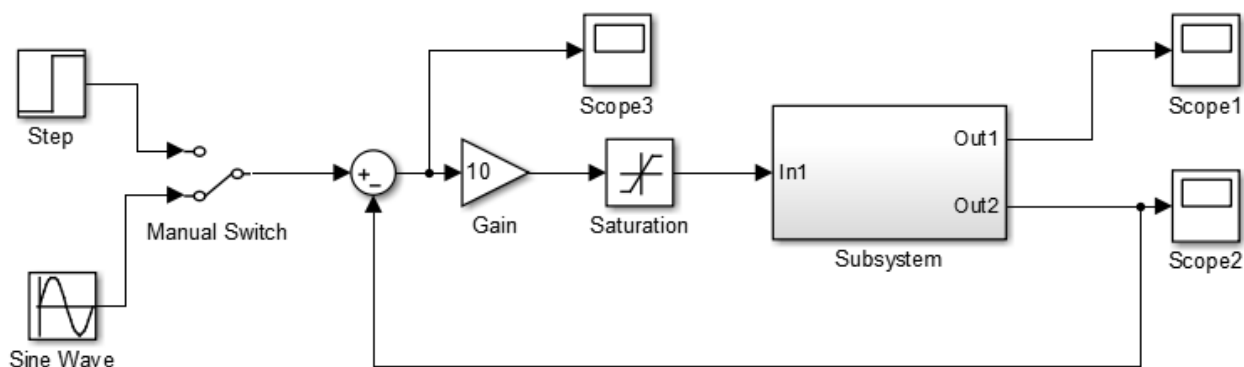 Step
Sine Wave
Manual Switch
+
−
10
Gain
Scope3
Saturation
In1
Out1
Out2
Subsystem
Scope1
Scope2